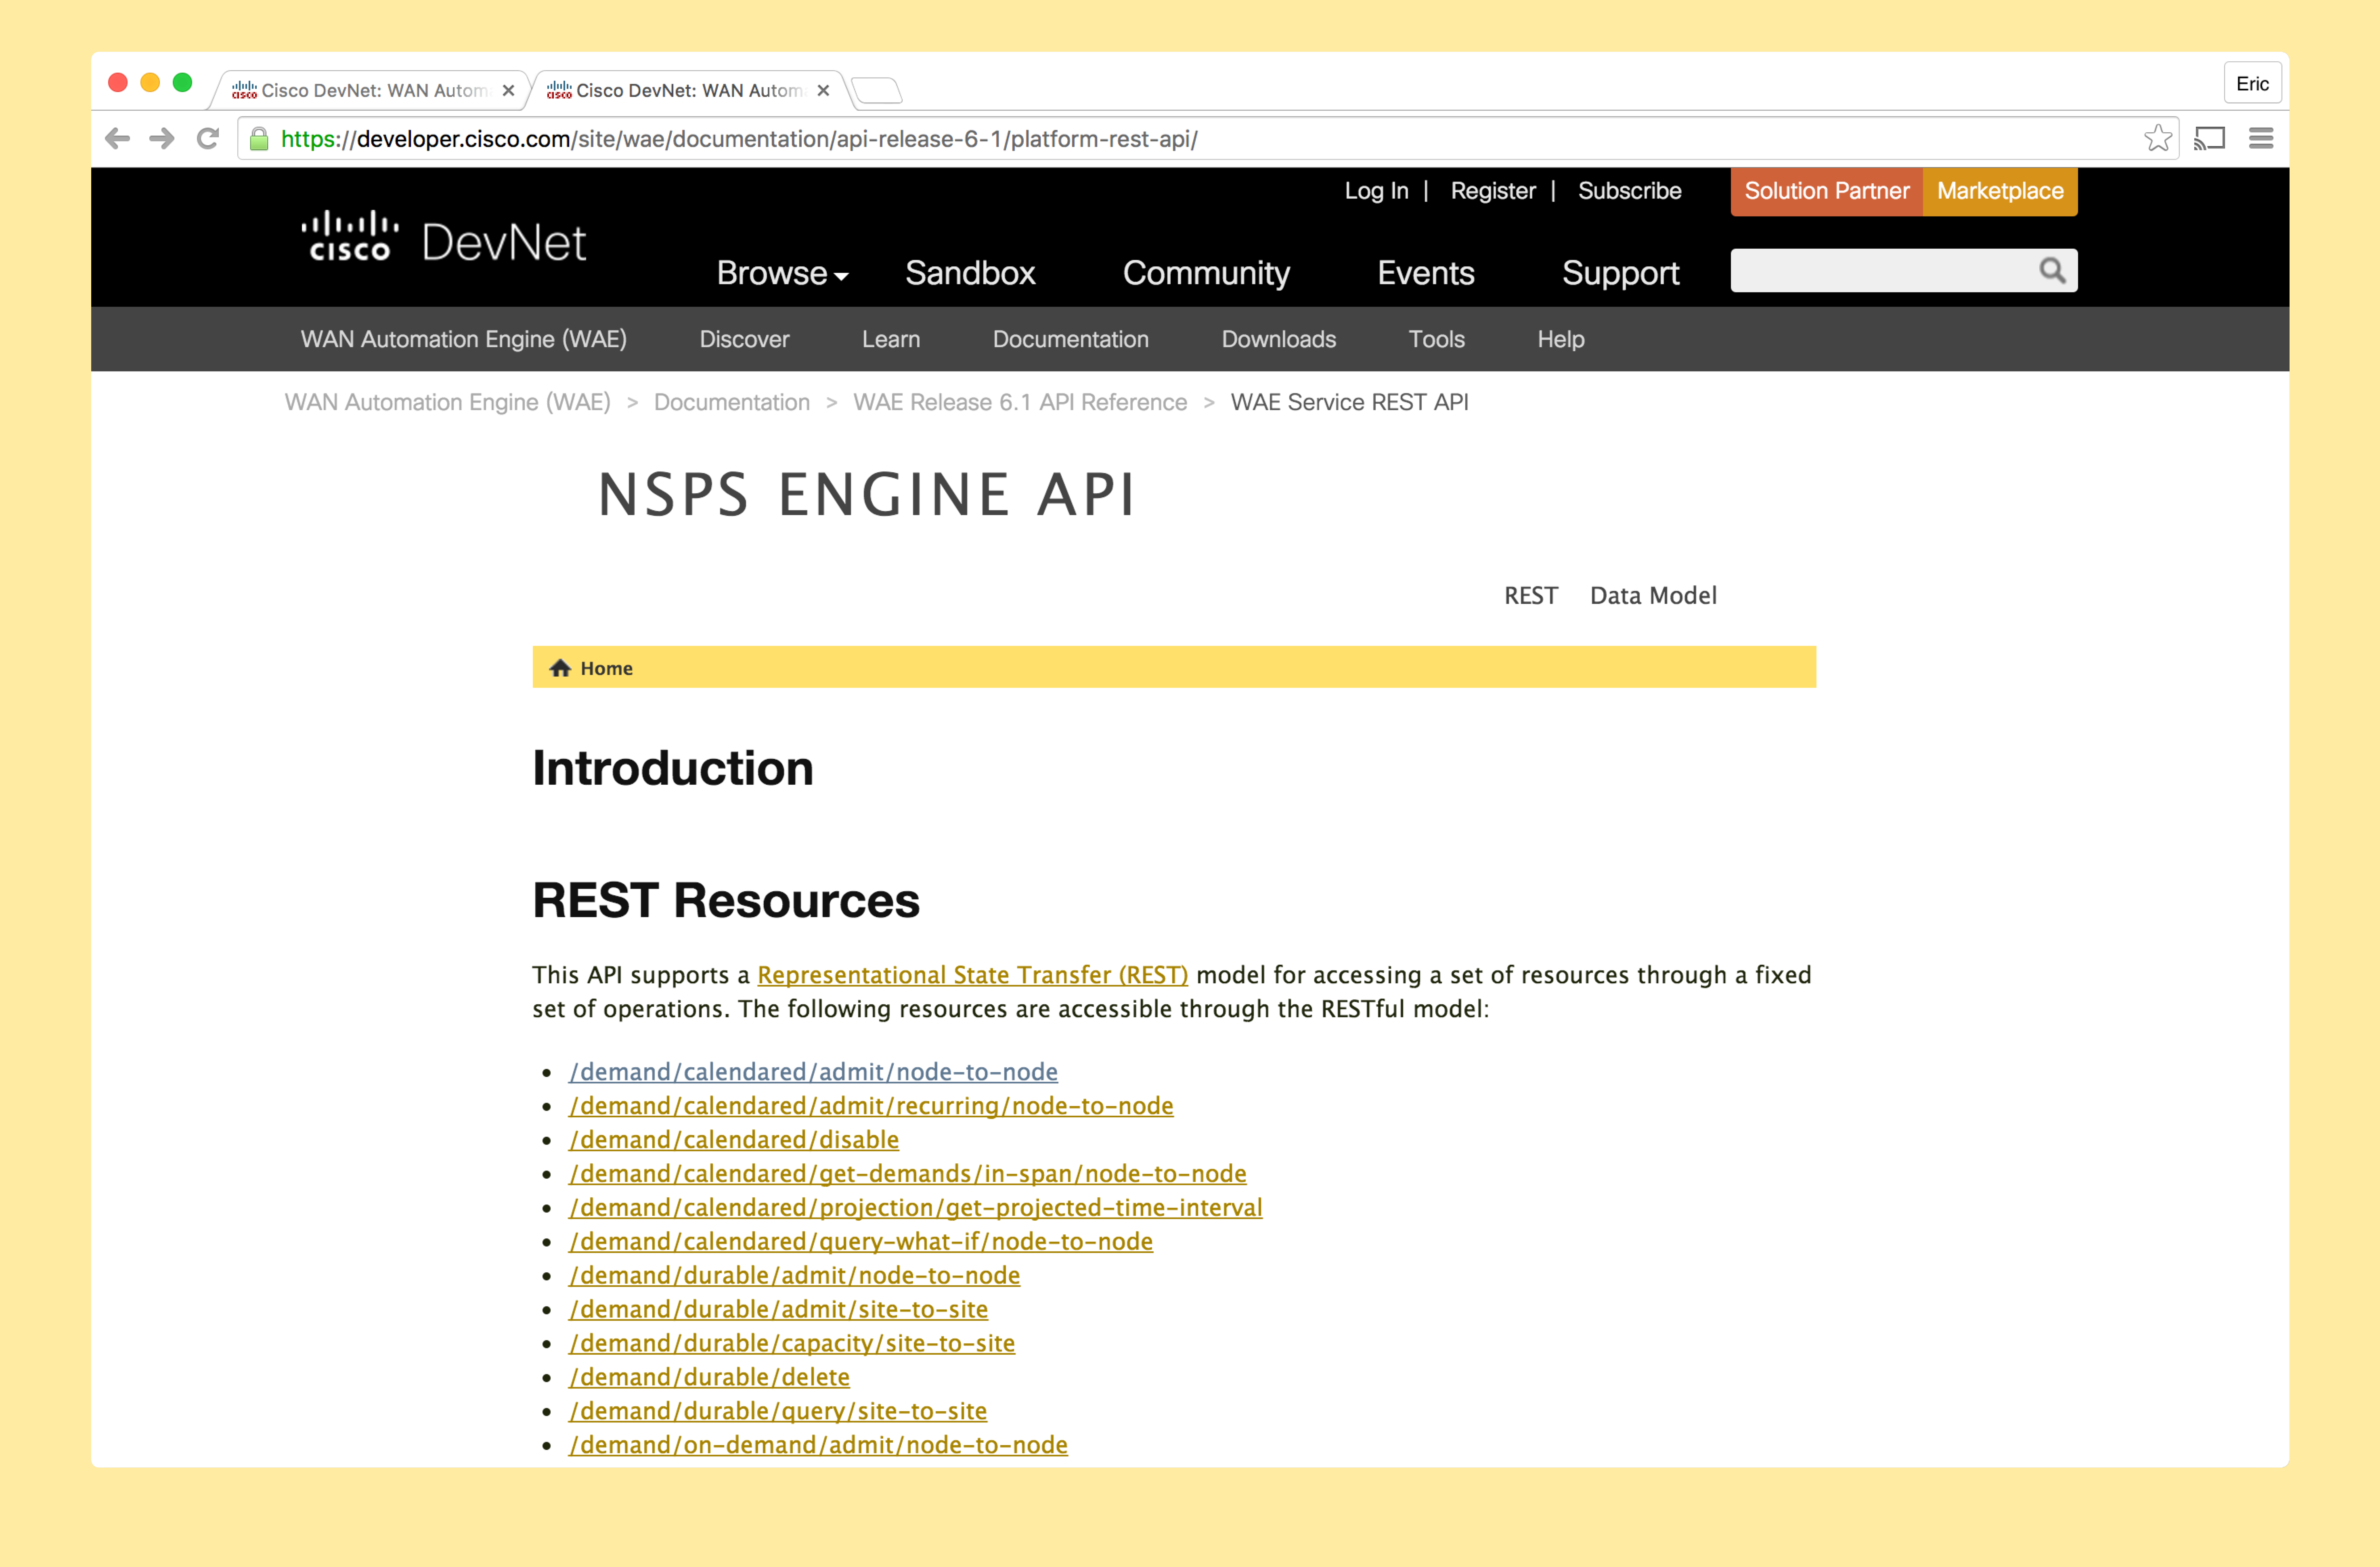 Cisco DevNet: WAN Autom
Cisco DevNet: WAN Autom
Eric
https://developer.cisco.com/site/wae/documentation/api-release-6-1/platform-rest-api/
Log In | Register | Subscribe
Solution Partner
Marketplace
CISCO DevNet
Browse Sandbox Community Events Support
WAN Automation Engine (WAE) Discover Learn Documentation Downloads Tools Help
WAN Automation Engine (WAE) > Documentation > WAE Release 6.1 API Reference > WAE Service REST API
NSPS ENGINE API
REST Data Model
Home
Introduction
REST Resources
This API supports a Representational State Transfer (REST) model for accessing a set of resources through a fixed
set of operations. The following resources are accessible through the RESTful model:
• /demand/calendared/admit/node-to-node
• /demand/calendared/admit/recurring/node-to-node
• /demand/calendared/disable
• /demand/calendared/get-demands/in-span/node-to-node
• /demand/calendared/projection/get-projected-time-interval
• /demand/calendared/query-what-if/node-to-node
• /demand/durable/admit/node-to-node
• /demand/durable/admit/site-to-site
• /demand/durable/capacity/site-to-site
• /demand/durable/delete
• /demand/durable/query/site-to-site
• /demand/on-demand/admit/node-to-node